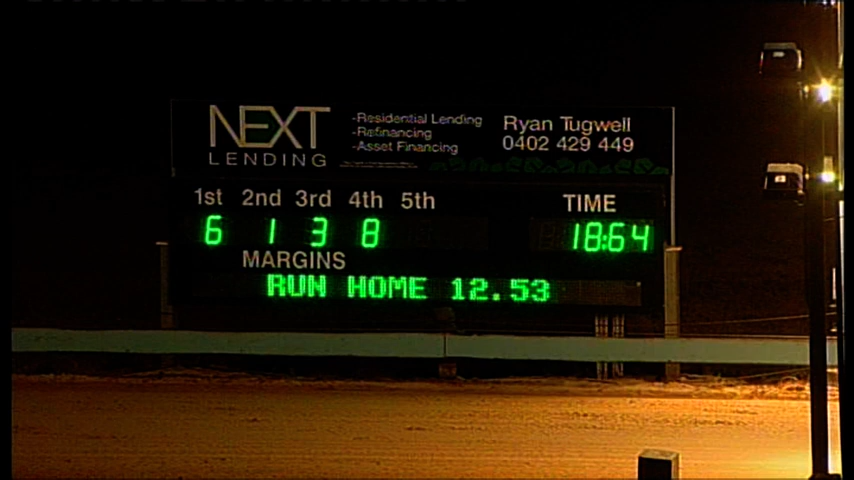 NEXT
LENDING
-Residential Lending
-Refinancing
-Asset Financing
Ryan Tugwell
0402 429 449
1st 2nd 3rd 4th 5th TIME
6 1 3 8 18:64
MARGINS
RUN HOME 12.53